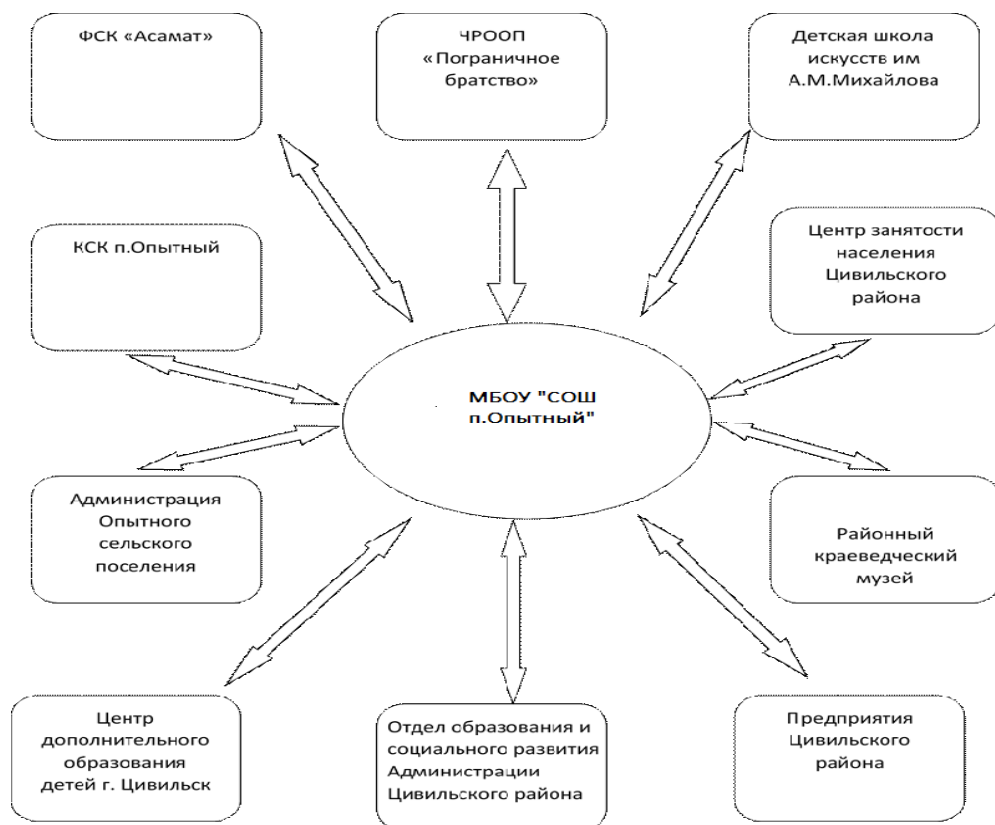 ФСК «Асамат»
ЧРООП
«Пограничное
братство»
Детская школа
искусств им
А.М.Михайлова
КСК п.Опытный
Центр занятости
населения
Цивильского
района
МБОУ "СОШ
п.Опытный"
Администрация
Опытного
сельского
поселения
Районный
краеведческий
музей
Центр
дополнительного
образования
детей г. Цивильск
Отдел образования и
социального развития
Администрации
Цивильского района
Предприятия
Цивильского
района